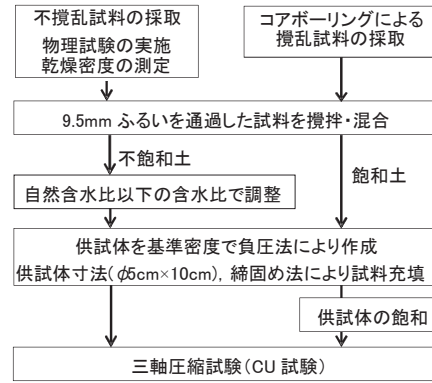 不攪乱試料の採取
物理試験の実施
乾燥密度の測定
コアボーリングによる
攪乱試料の採取
9.5mm ふるいを通過した試料を攪拌・混合
不飽和土
飽和土
自然含水比以下の含水比で調整
供試体を基準密度で負圧法により作成
供試体寸法(φ5cm×10cm), 締固め法により試料充填
供試体の飽和
三軸圧縮試験(CU 試験)